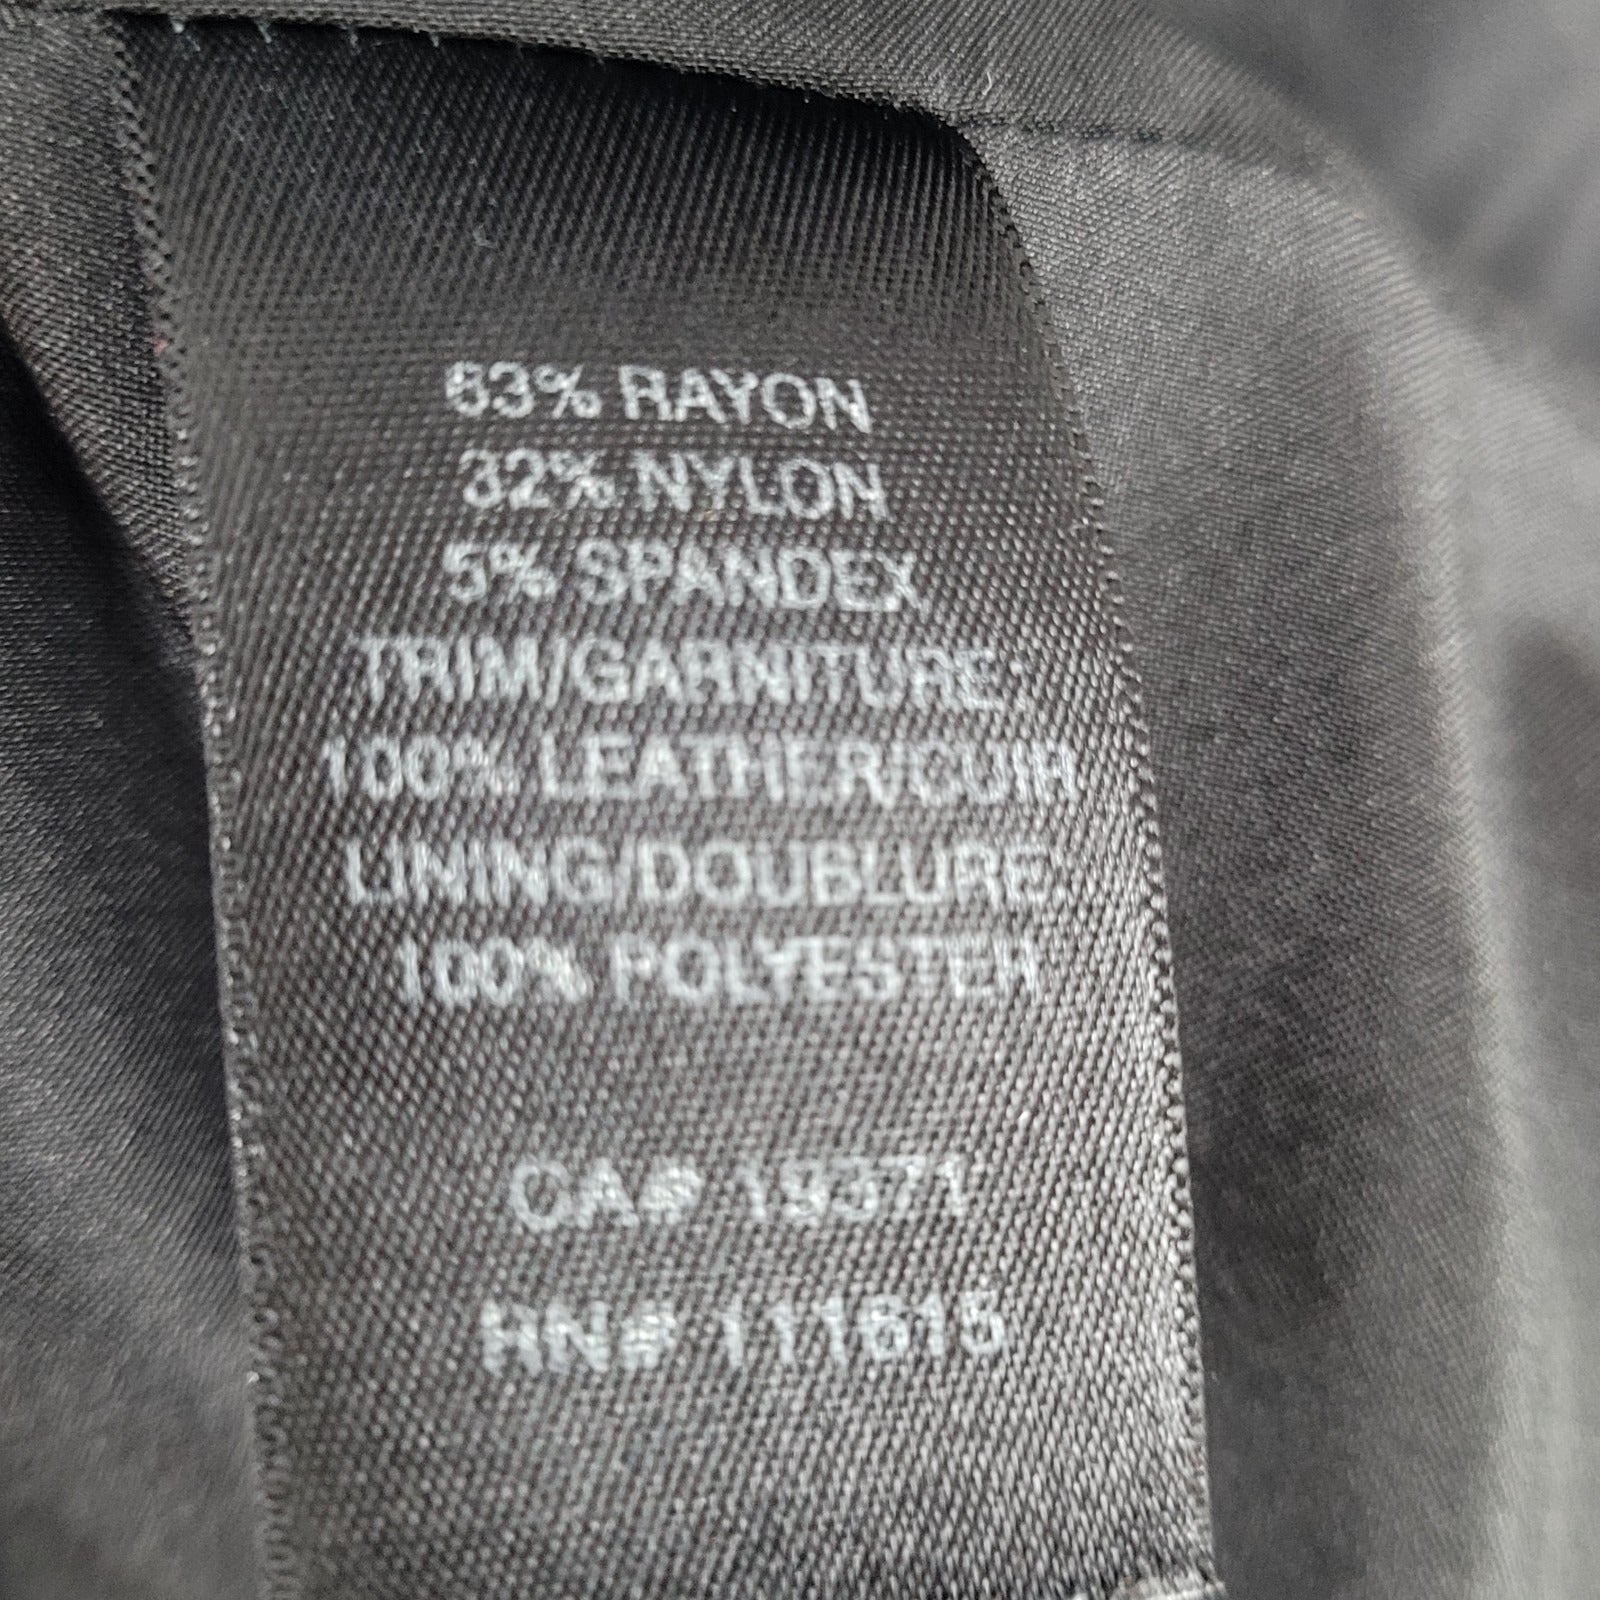 63% RAYON
32% NYLON
5% SPANDEX
TRIM/GARNITURE:
100% LEATHER/CUIR
LINING/DOUBLURE:
100% POLYESTER
CA# 19371
RN# 111615